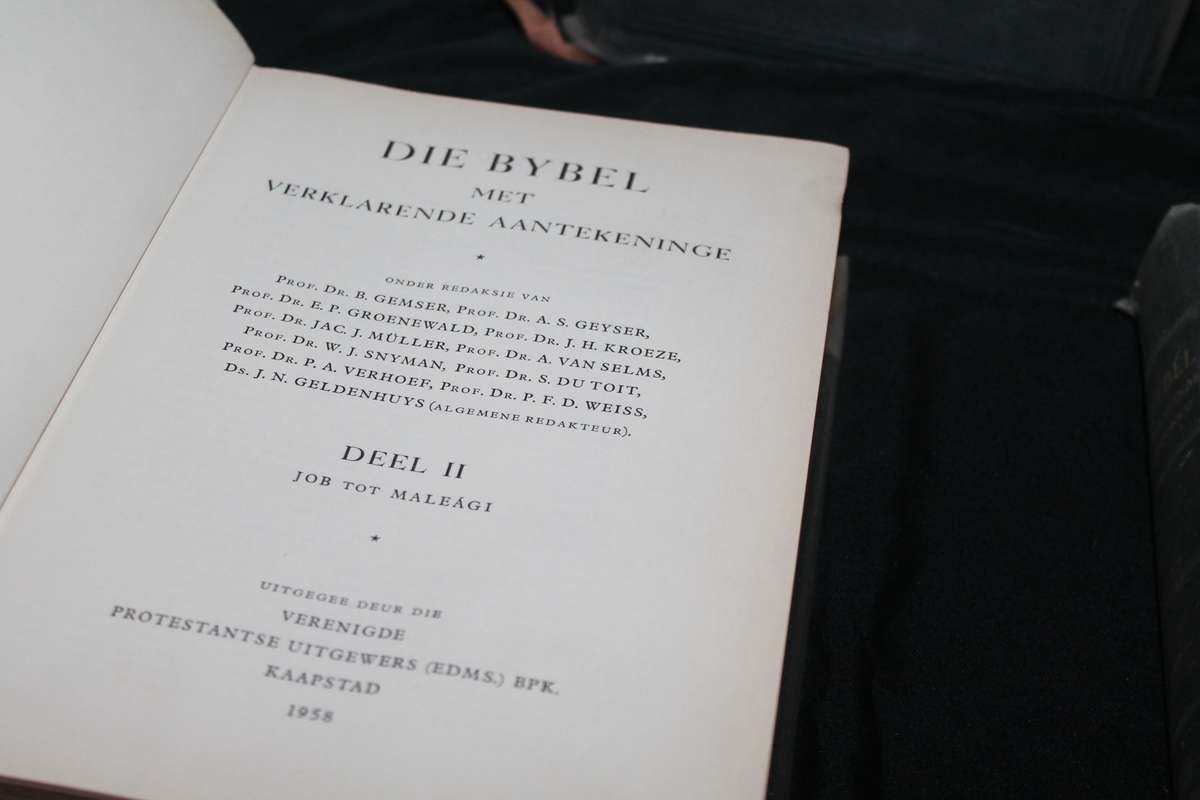 DIE BYBEL
MET
VERKLARENDE AANTEKENINGE
★
ONDER REDAKSIE VAN
PROF. DR. B. GEMSER, PROF. DR. A. S. GEYSER,
PROF. DR. E. P. GROENEWALD, PROF. DR. J. H. KROEZE,
PROF. DR. JAC. J. MÜLLER, PROF. DR. A. VAN SELMS,
PROF. DR. W. J. SNYMAN, PROF. DR. S. DU TOIT,
PROF. DR. P. A. VERHOEF, PROF. DR. P. F. D. WEISS,
DS. J. N. GELDENHUYS (ALGEMENE REDAKTEUR).
DEEL II
JOB TOT MALEÁGI
★
UITGEGEE DEUR DIE
VERENIGDE
PROTESTANTSE UITGEWERS (EDMS.) BPK.
KAAPSTAD
1958